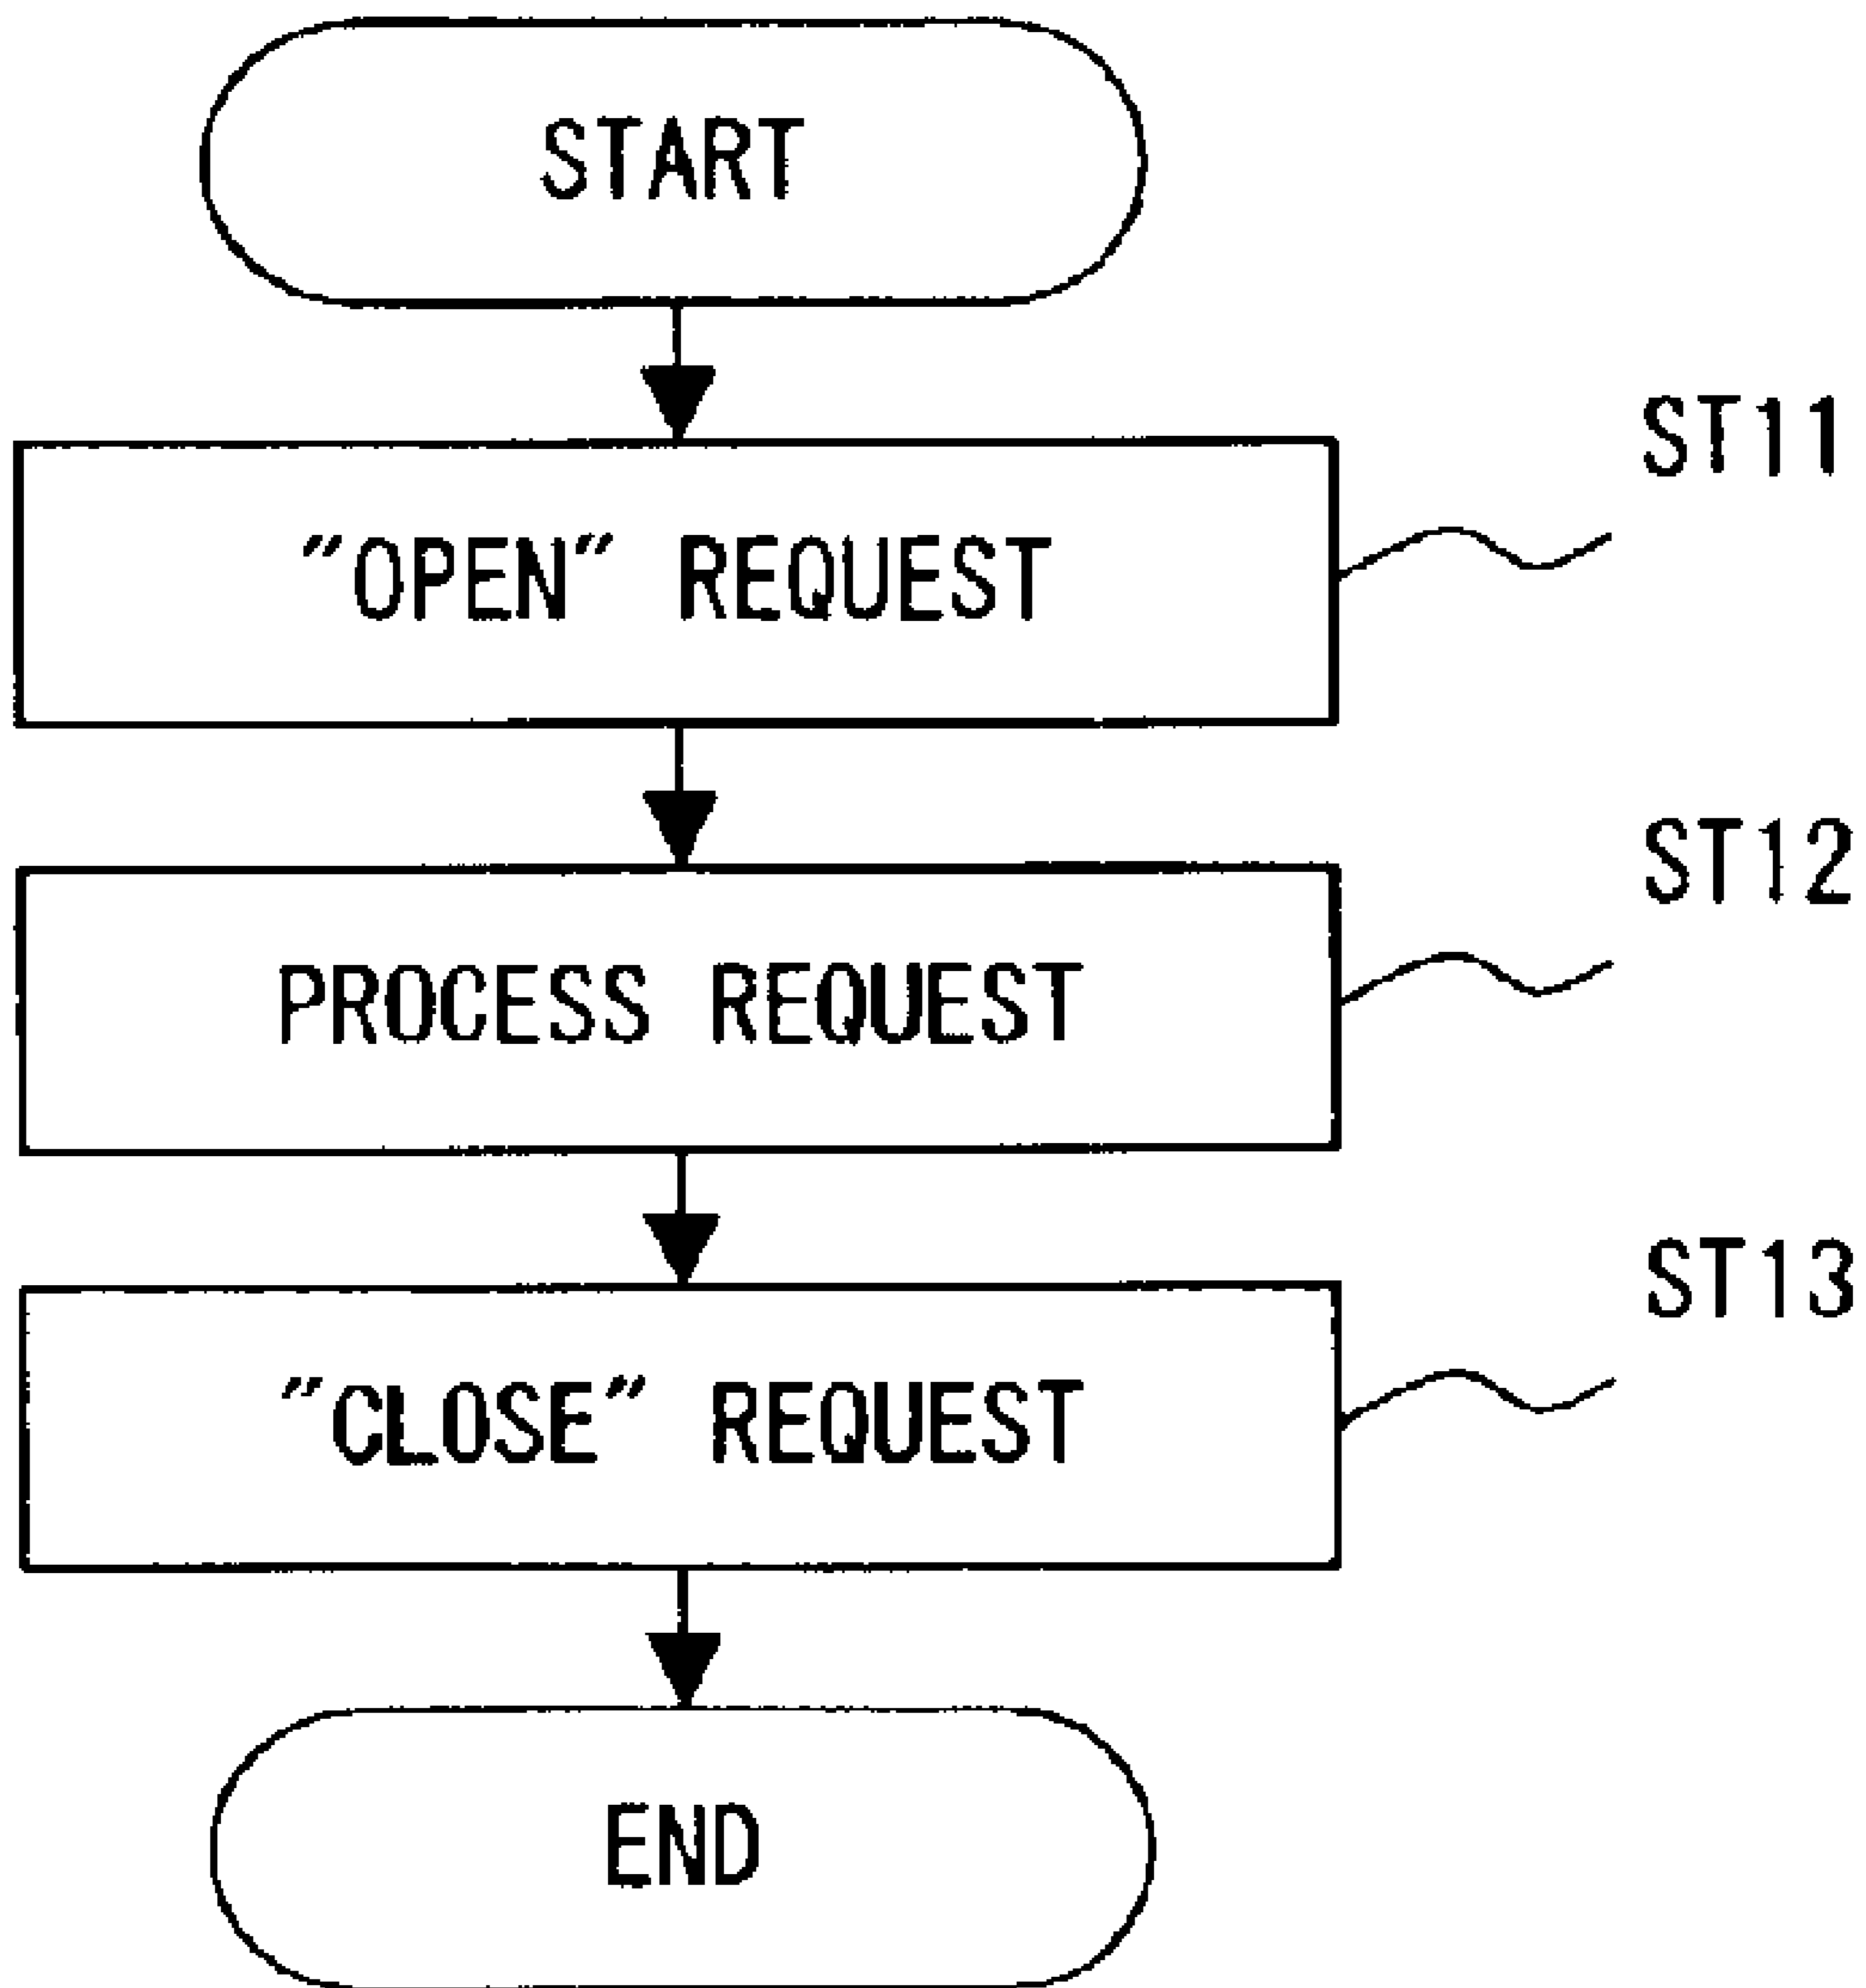 START
ST11
"OPEN" REQUEST
ST12
PROCESS REQUEST
ST13
"CLOSE" REQUEST
END